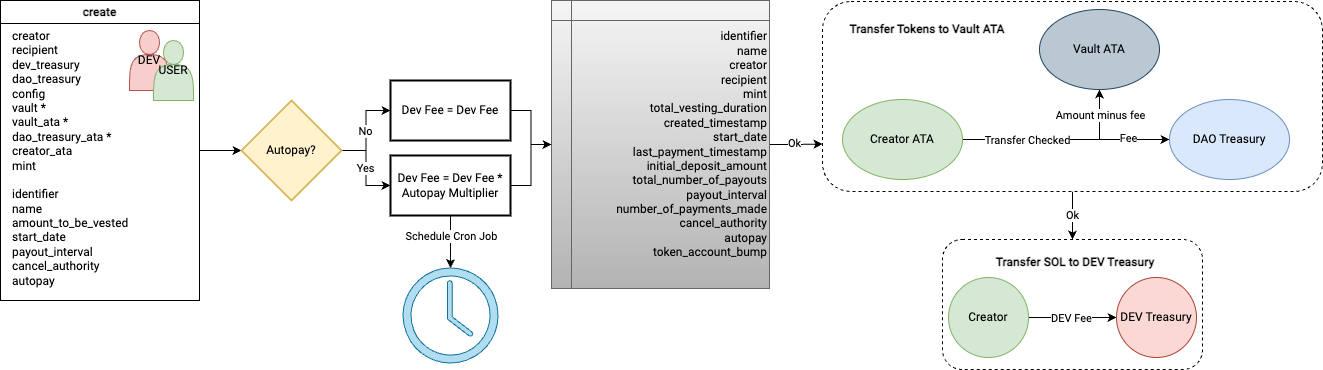 create
creator
recipient
dev_treasury
dao_treasury
config
vault *
vault_ata *
dao_treasury_ata *
creator_ata
mint
identifier
name
amount_to_be_vested
start_date
payout_interval
cancel_authority
autopay
DEV
USER
Autopay?
No
Yes
Dev Fee = Dev Fee
Dev Fee = Dev Fee *
Autopay Multiplier
Schedule Cron Job
identifier
name
creator
recipient
mint
total_vesting_duration
created_timestamp
start_date
last_payment_timestamp
initial_deposit_amount
total_number_of_payouts
payout_interval
number_of_payments_made
cancel_authority
autopay
token_account_bump
Ok
Transfer Tokens to Vault ATA
Vault ATA
Amount minus fee
Creator ATA
Transfer Checked
Fee
DAO Treasury
Ok
Transfer SOL to DEV Treasury
Creator
DEV Fee
DEV Treasury